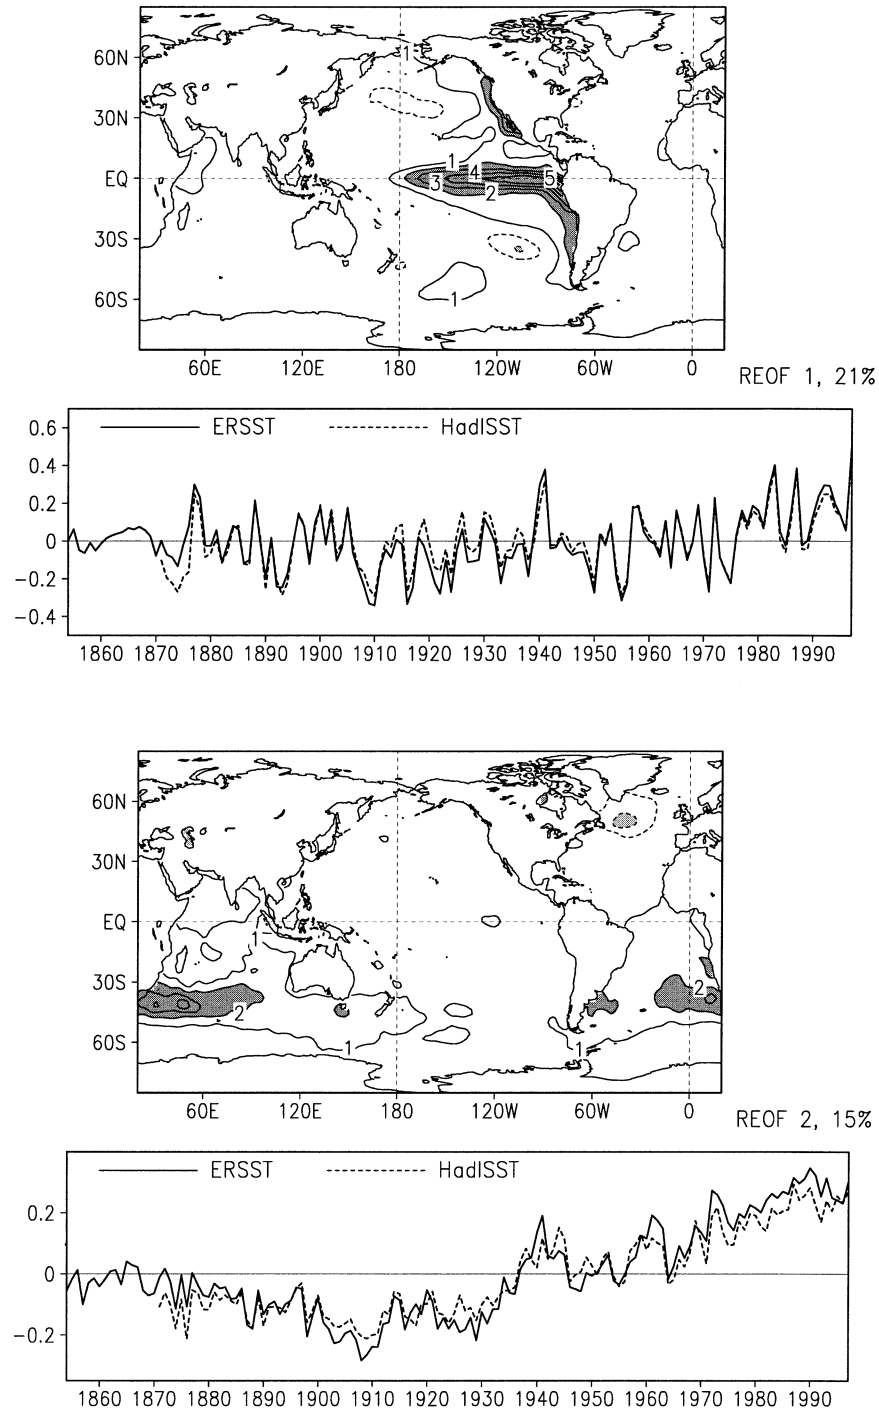 60N
1
30N
1
4
EQ
3
5
2
30S
60S
1
60E 120E 180 120W 60W 0
REOF 1, 21%
0.6
ERSST HadISST
0.4
0.2
0
−0.2
−0.4
1860 1870 1880 1890 1900 1910 1920 1930 1940 1950 1960 1970 1980 1990
60N
30N
EQ
1
30S
2
2
60S
1
1
60E 120E 180 120W 60W 0
REOF 2, 15%
ERSST HadISST
0.2
0
−0.2
1860 1870 1880 1890 1900 1910 1920 1930 1940 1950 1960 1970 1980 1990